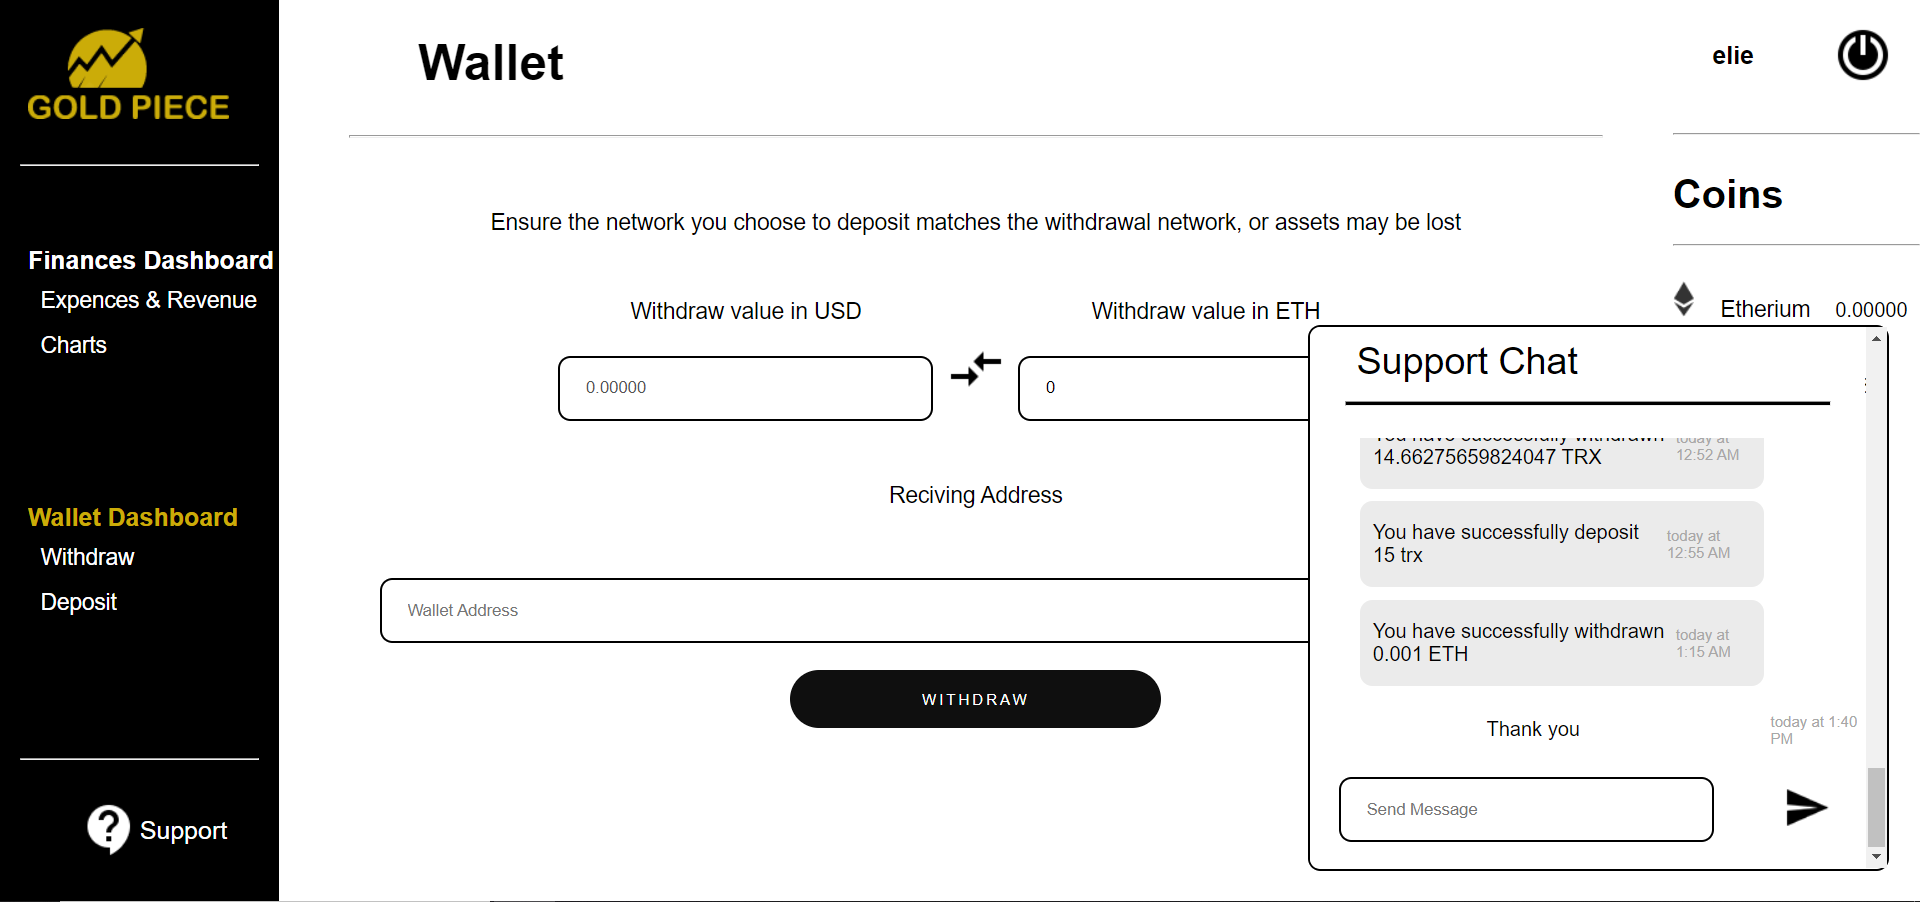 GOLD PIECE
Finances Dashboard
Expences & Revenue
Charts
Wallet Dashboard
Withdraw
Deposit
Support
Wallet
elie
Ensure the network you choose to deposit matches the withdrawal network, or assets may be lost
Withdraw value in USD
Withdraw value in ETH
0.00000
0
Reciving Address
Wallet Address
WITHDRAW
Coins
Etherium 0.00000
Support Chat
You have successfully withdrawn
14.66275659824047 TRX
today at
12:52 AM
You have successfully deposit
15 trx
today at
12:55 AM
You have successfully withdrawn
0.001 ETH
today at
1:15 AM
Thank you
today at 1:40
PM
Send Message